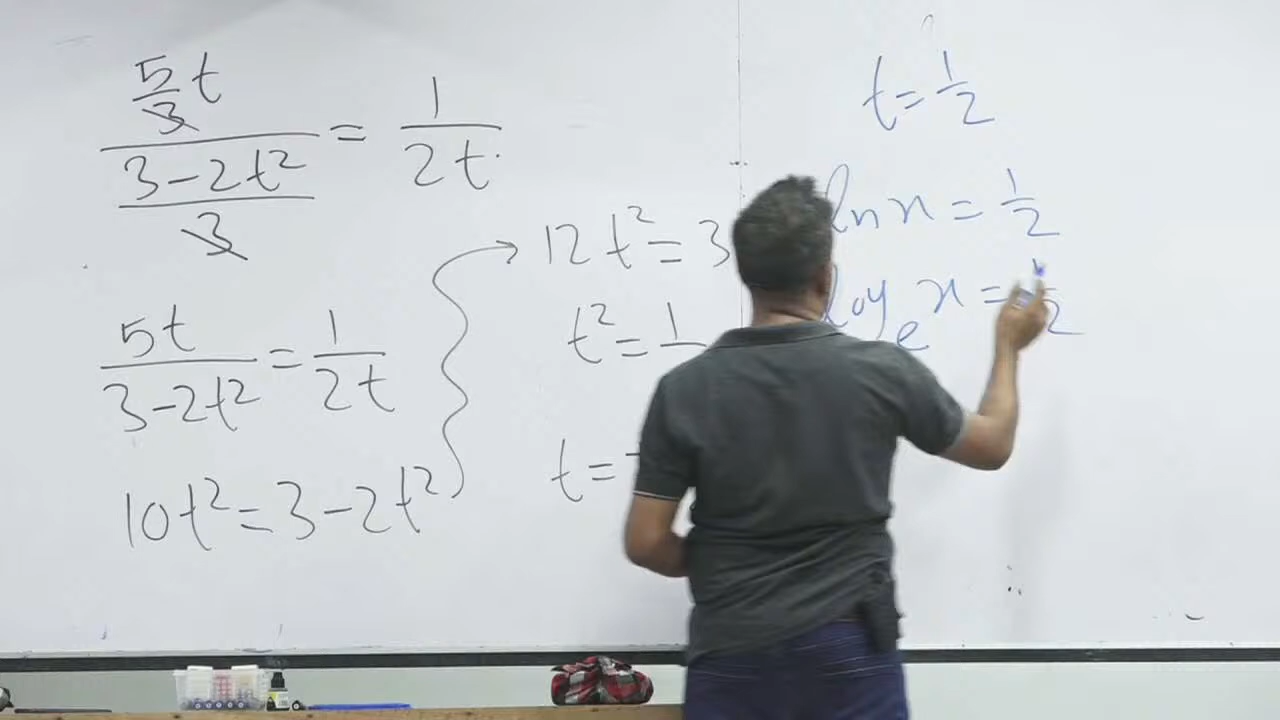 5/3 t / (3-2t²)/3 = 1/2t
5t/(3-2t²) = 1/2t
10t² = 3-2t²
12t² = 3
t² = 1
t =
t = 1/2
ln x = 1/2
log_e x = 1/2